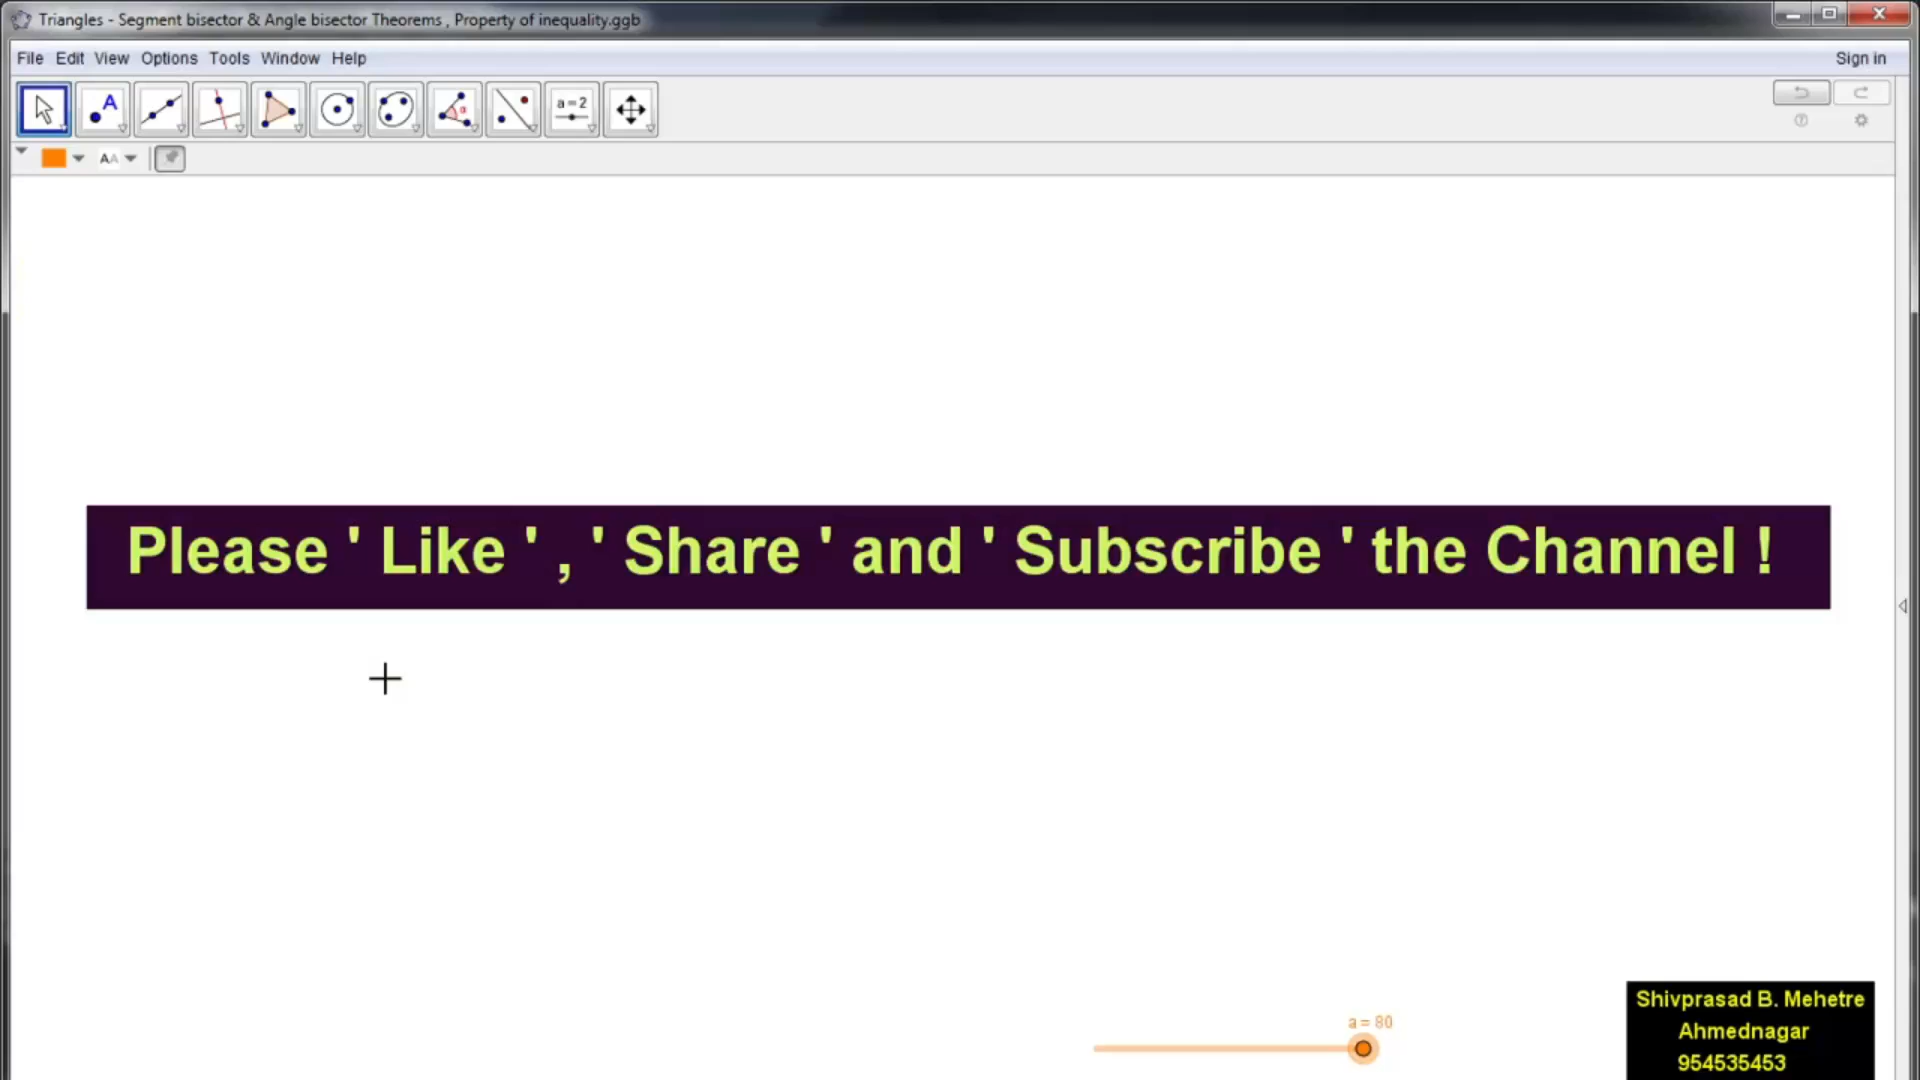 Triangles - Segment bisector & Angle bisector Theorems , Property of inequality.ggb
File Edit View Options Tools Window Help Sign in
A
α
a = 2
AA
Please ' Like ' , ' Share ' and ' Subscribe ' the Channel !
a = 80
Shivprasad B. Mehetre
Ahmednagar
954535453